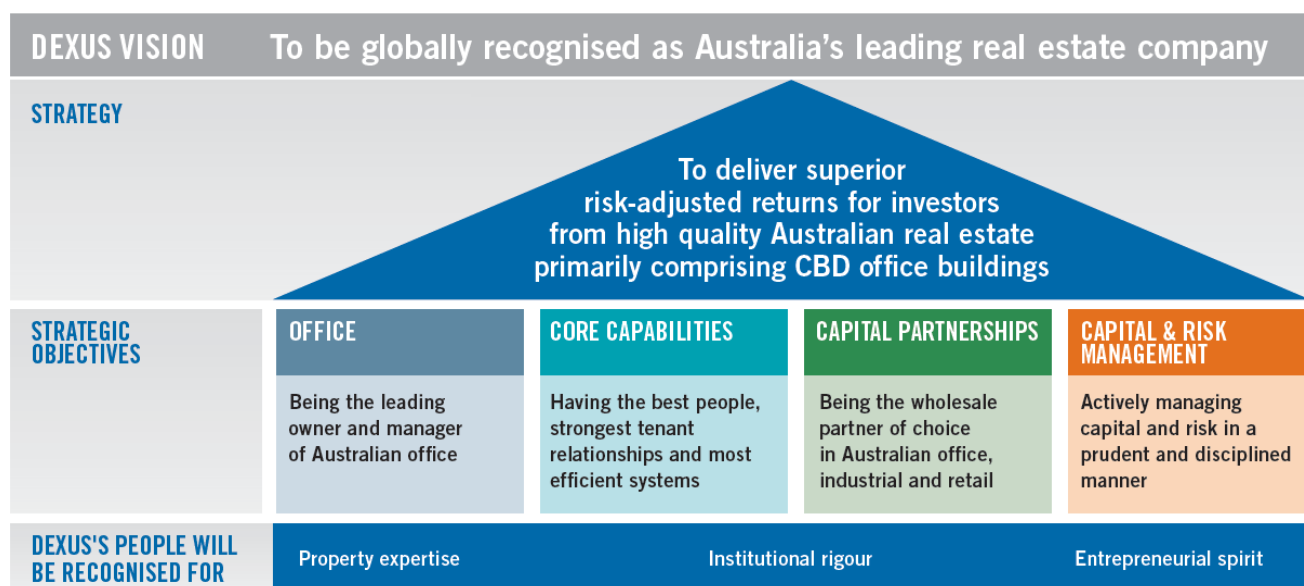 DEXUS VISION To be globally recognised as Australia's leading real estate company
STRATEGY
To deliver superior
risk-adjusted returns for investors
from high quality Australian real estate
primarily comprising CBD office buildings
STRATEGIC
OBJECTIVES
OFFICE
Being the leading
owner and manager
of Australian office
CORE CAPABILITIES
Having the best people,
strongest tenant
relationships and most
efficient systems
CAPITAL PARTNERSHIPS
Being the wholesale
partner of choice
in Australian office,
industrial and retail
CAPITAL & RISK
MANAGEMENT
Actively managing
capital and risk in a
prudent and disciplined
manner
DEXUS'S PEOPLE WILL
BE RECOGNISED FOR
Property expertise
Institutional rigour
Entrepreneurial spirit